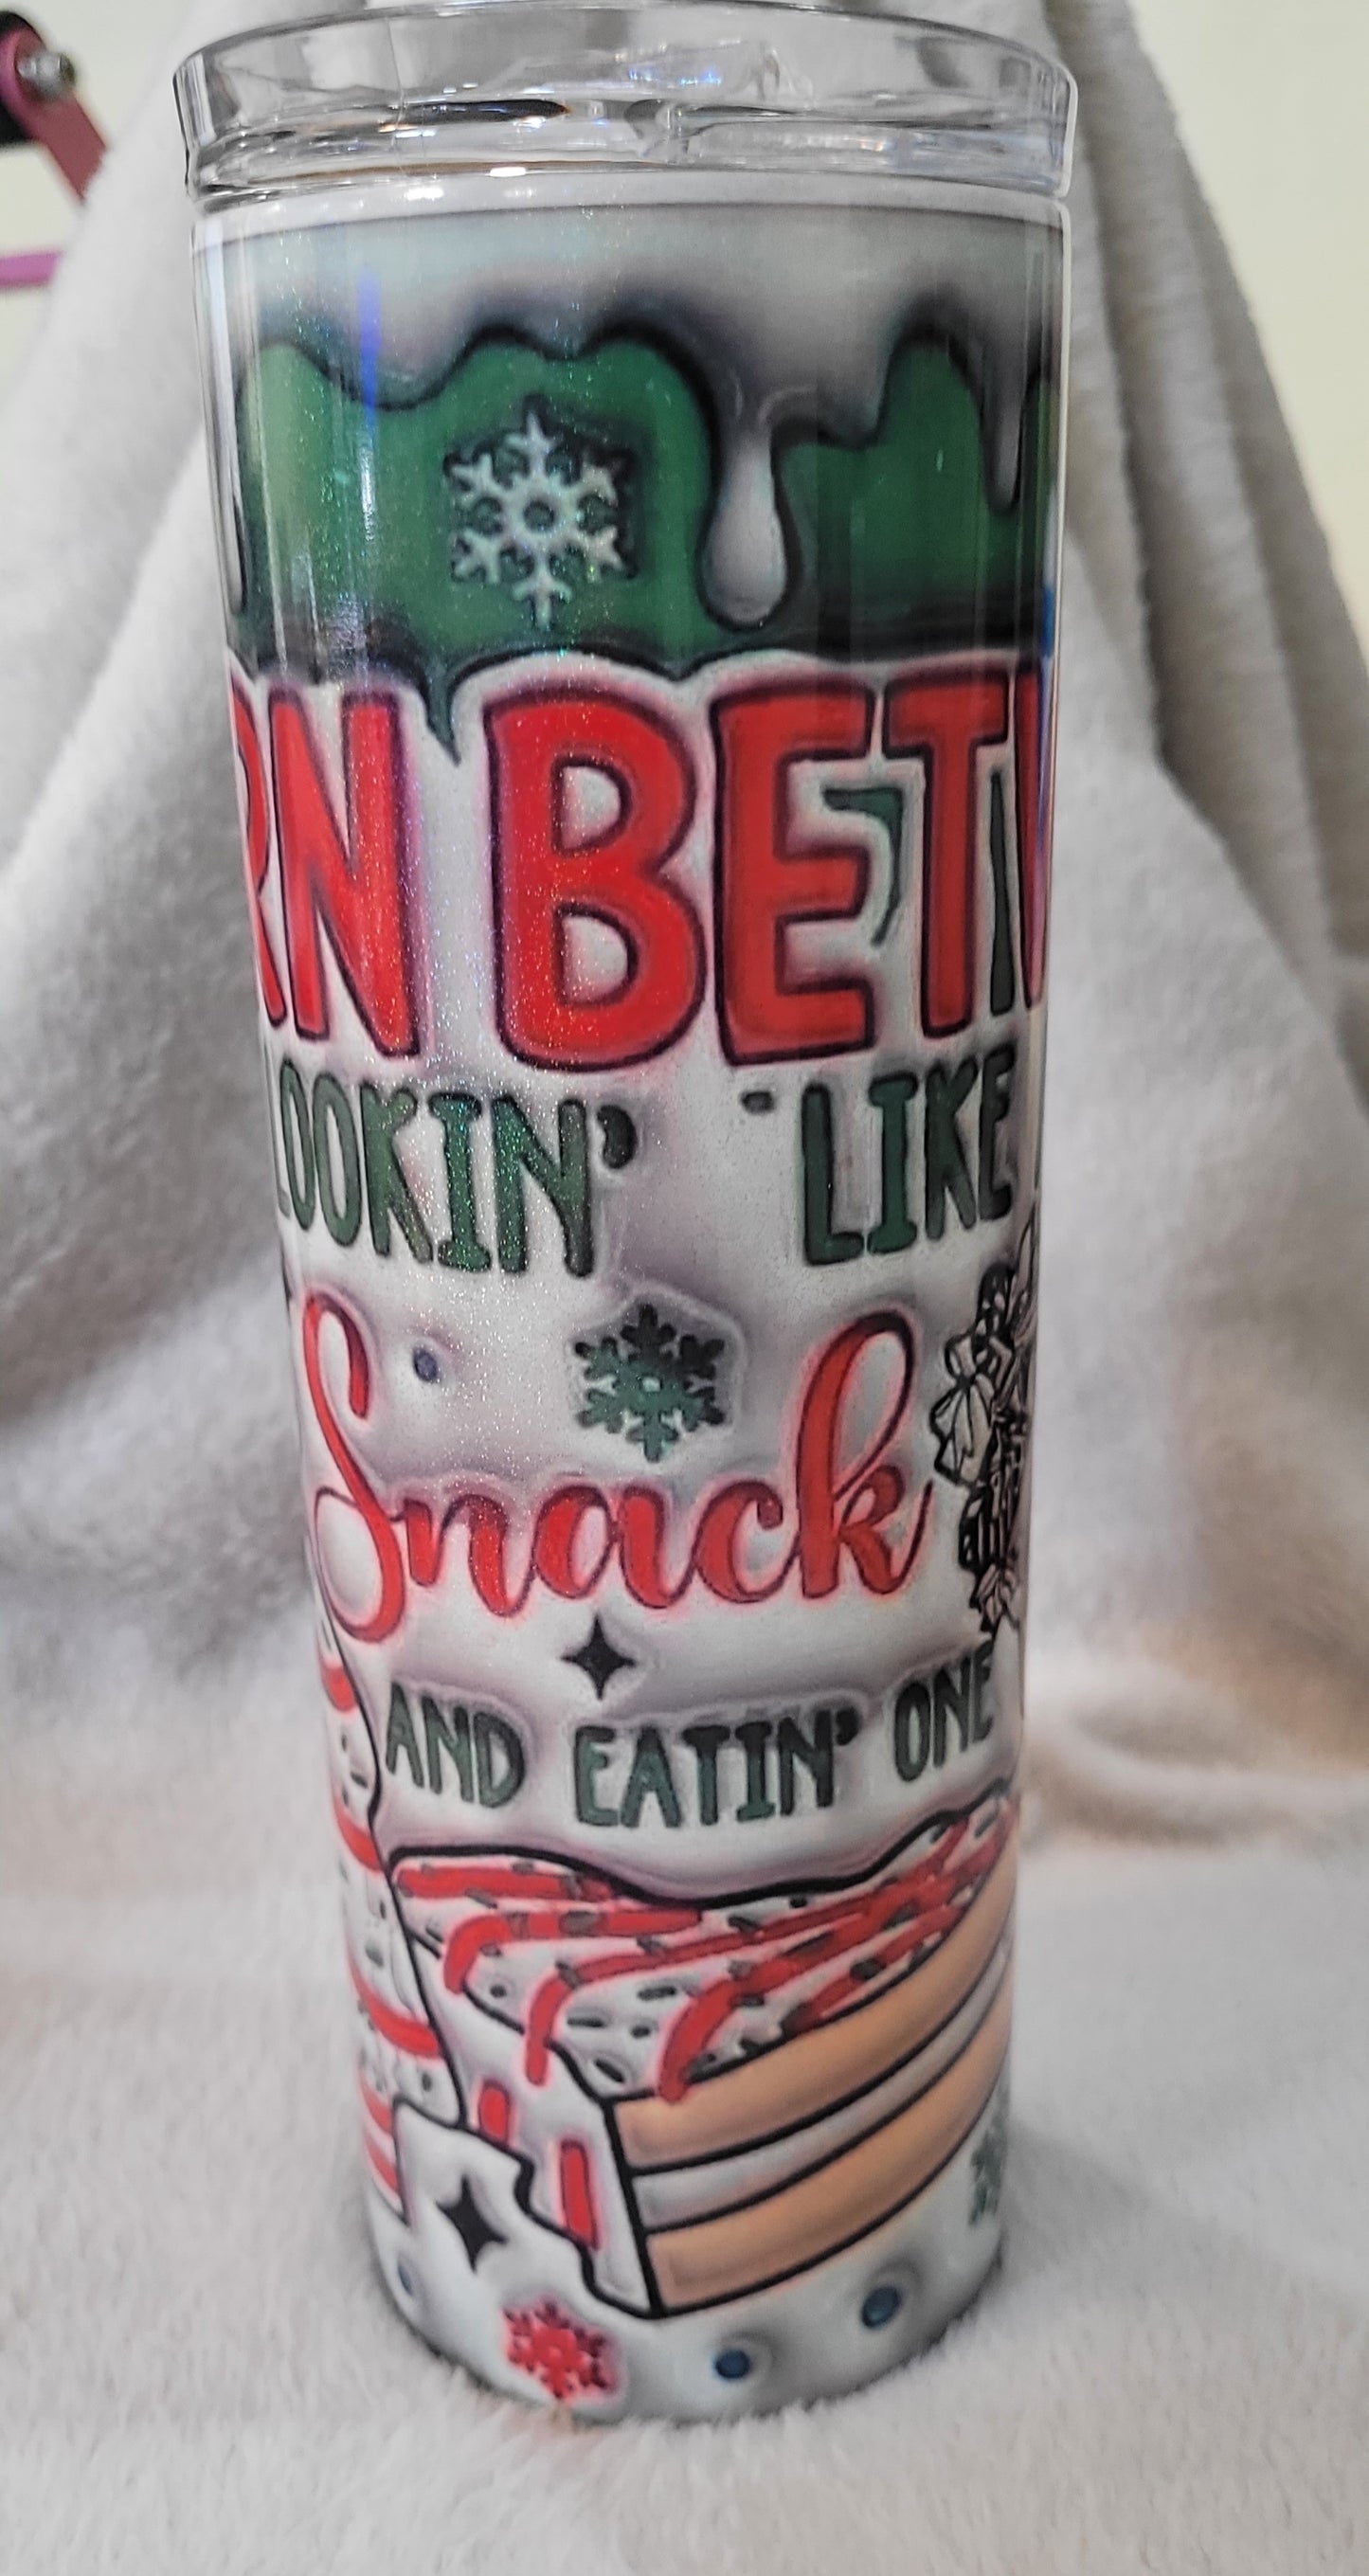 RN BET
LOOKIN' LIKE
Snack
AND EATIN' ONE